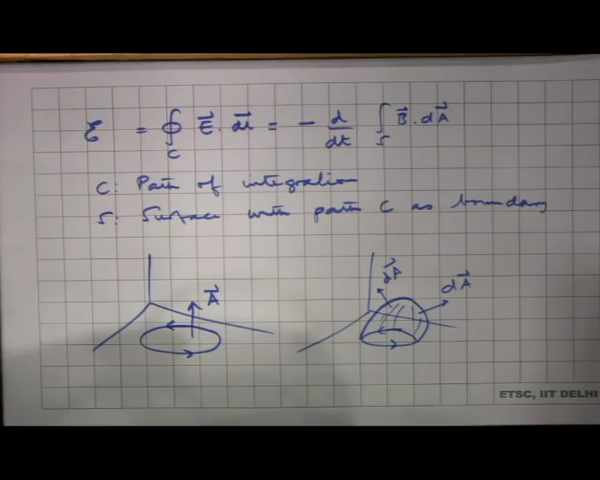 ℰ = ∮_C E⃗ . dl⃗ = - d/dt ∫_S B⃗ . dA⃗
C: Path of integration
S: Surface with path C as boundary
A⃗
dA⃗
dA⃗
ETSC, IIT DELHI